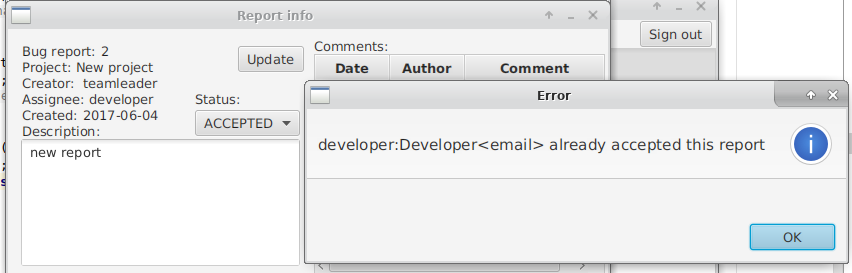 Report info
Sign out
Bug report: 2
Project: New project
Creator: teamleader
Assignee: developer
Created: 2017-06-04
Description:
Update
Status:
ACCEPTED
new report
Comments:
Date Author Comment
Error
developer:Developer<email> already accepted this report
OK